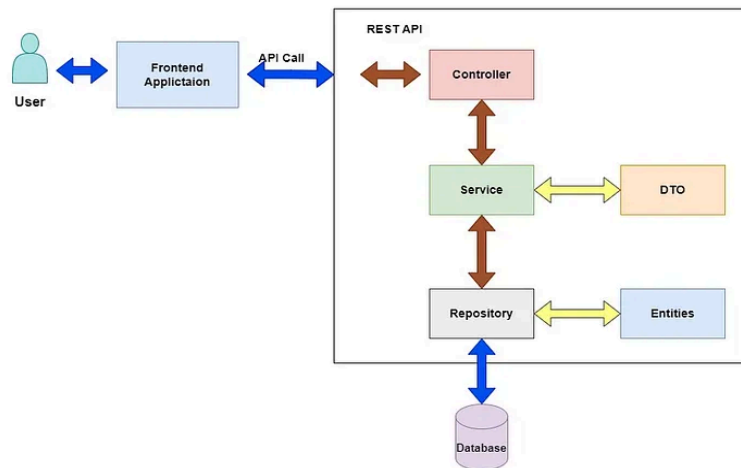 REST API
API Call
Frontend
Applictaion
Controller
User
Service
DTO
Repository
Entities
Database